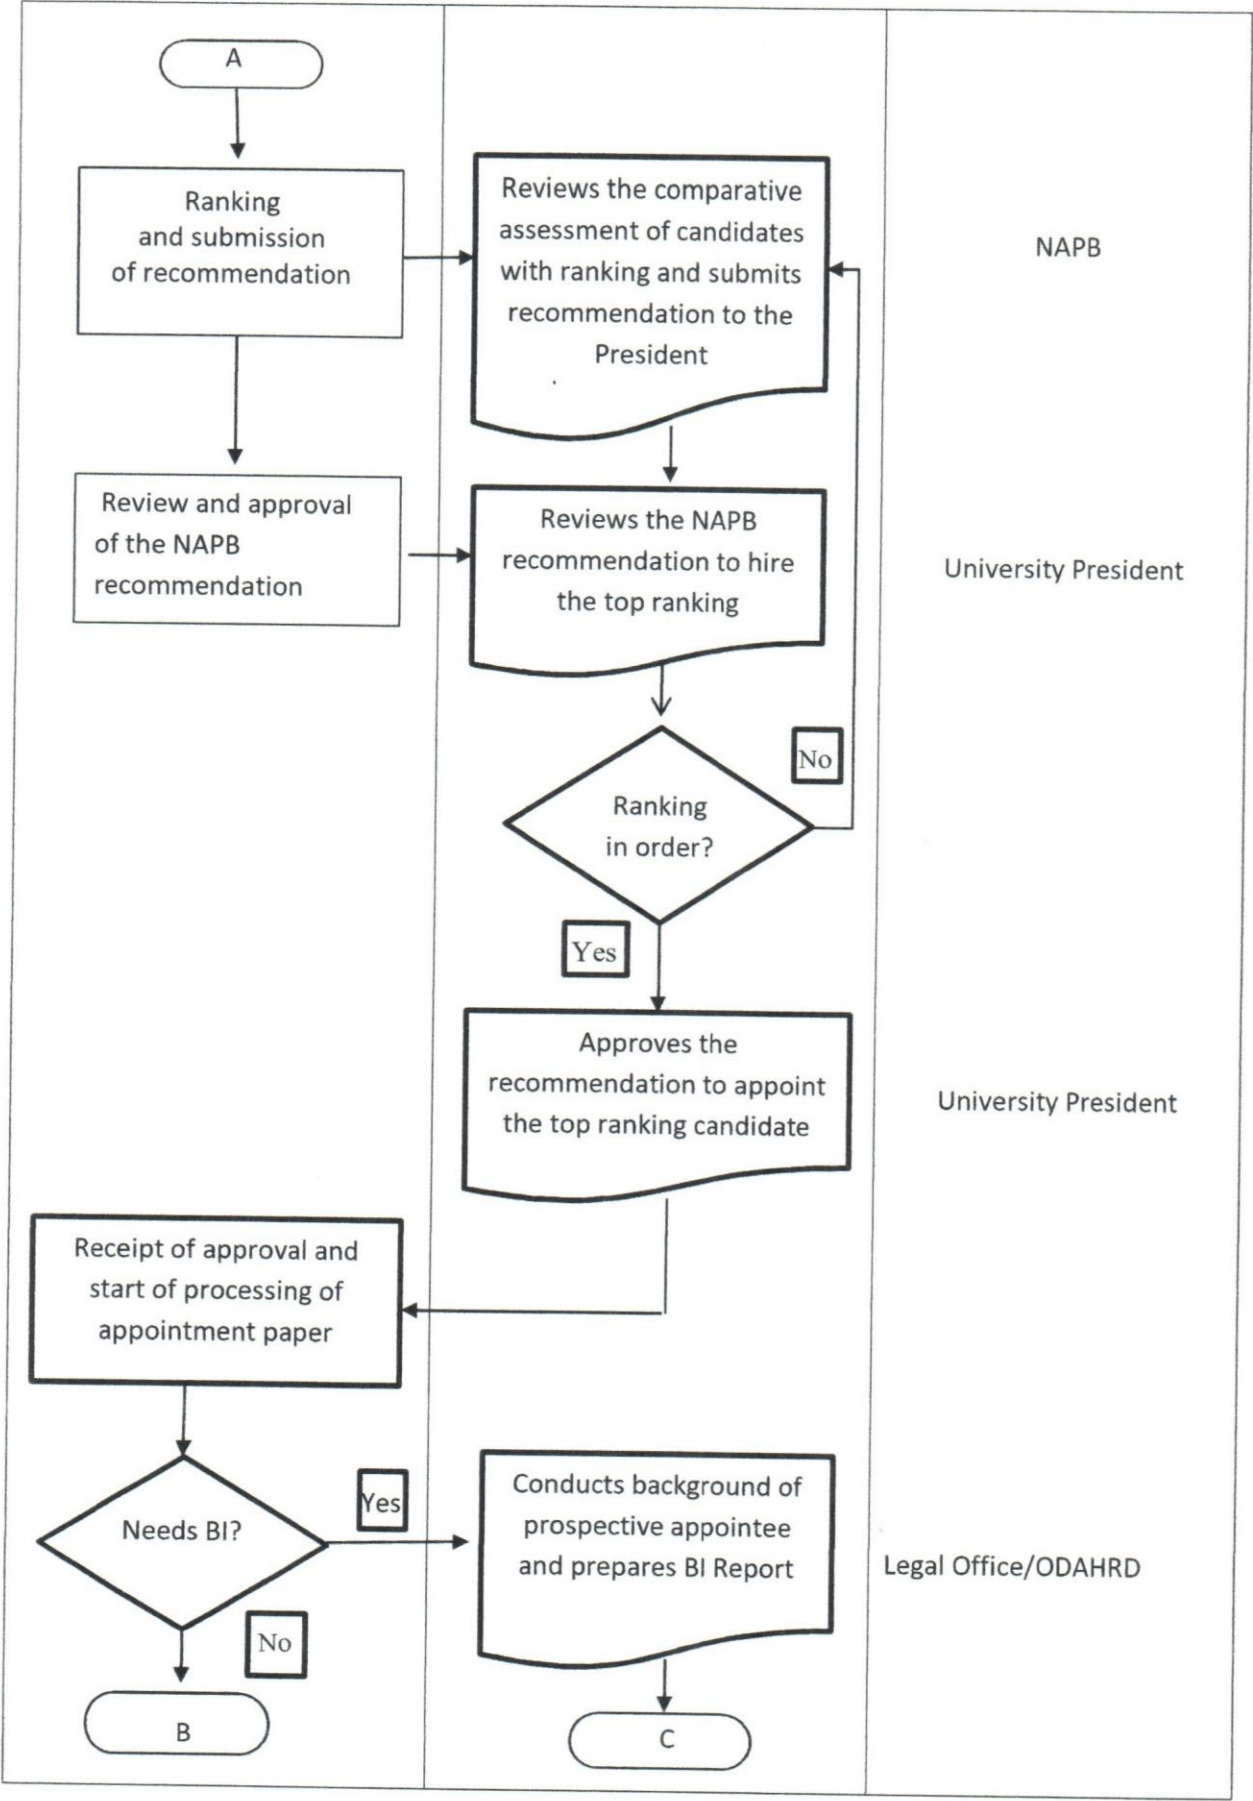 A
Ranking
and submission
of recommendation
Reviews the comparative
assessment of candidates
with ranking and submits
recommendation to the
President
NAPB
Review and approval
of the NAPB
recommendation
Reviews the NAPB
recommendation to hire
the top ranking
University President
No
Ranking
in order?
Yes
Approves the
recommendation to appoint
the top ranking candidate
University President
Receipt of approval and
start of processing of
appointment paper
Needs BI?
Yes
Conducts background of
prospective appointee
and prepares BI Report
Legal Office/ODAHRD
No
B
C